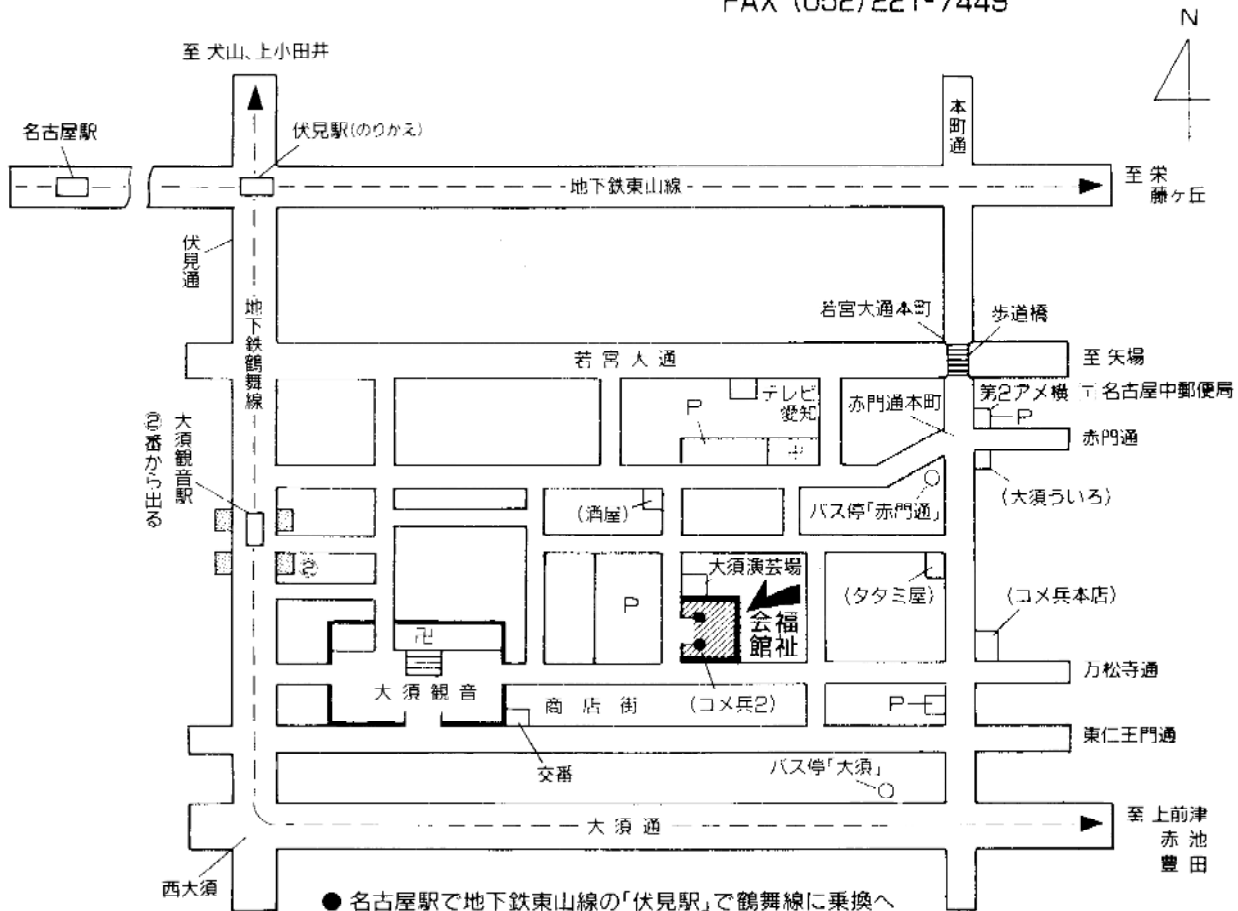 FAX (052)221-7449
N
至 犬山、上小田井
名古屋駅
伏見駅(のりかえ)
本町通
地下鉄東山線
至 栄
藤ヶ丘
伏見通
地下鉄鶴舞線
若宮大通本町
歩道橋
若宮大通
至 矢場
テレビ
愛知
P
赤門通本町
第2アメ横
〒名古屋中郵便局
P
赤門通
大須観音駅
②番から出る
(酒屋)
バス停「赤門通」
(大須ういろ)
②
大須演芸場
(タタミ屋)
(コメ兵本店)
P
福祉
会館
卍
大須観音
商店街
(コメ兵2)
P
万松寺通
東仁王門通
交番
バス停「大須」
大須通
至 上前津
赤池
豊田
西大須
● 名古屋駅で地下鉄東山線の「伏見駅」で鶴舞線に乗換へ